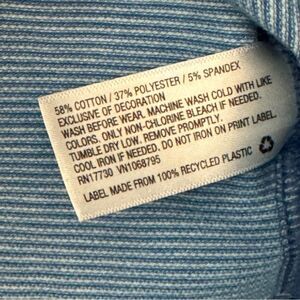 58% COTTON / 37% POLYESTER / 5% SPANDEX
EXCLUSIVE OF DECORATION
WASH BEFORE WEAR. MACHINE WASH COLD WITH LIKE
COLORS. ONLY NON-CHLORINE BLEACH IF NEEDED.
TUMBLE DRY LOW. REMOVE PROMPTLY.
COOL IRON IF NEEDED. DO NOT IRON ON PRINT LABEL.
RN17730 VN1068795
LABEL MADE FROM 100% RECYCLED PLASTIC